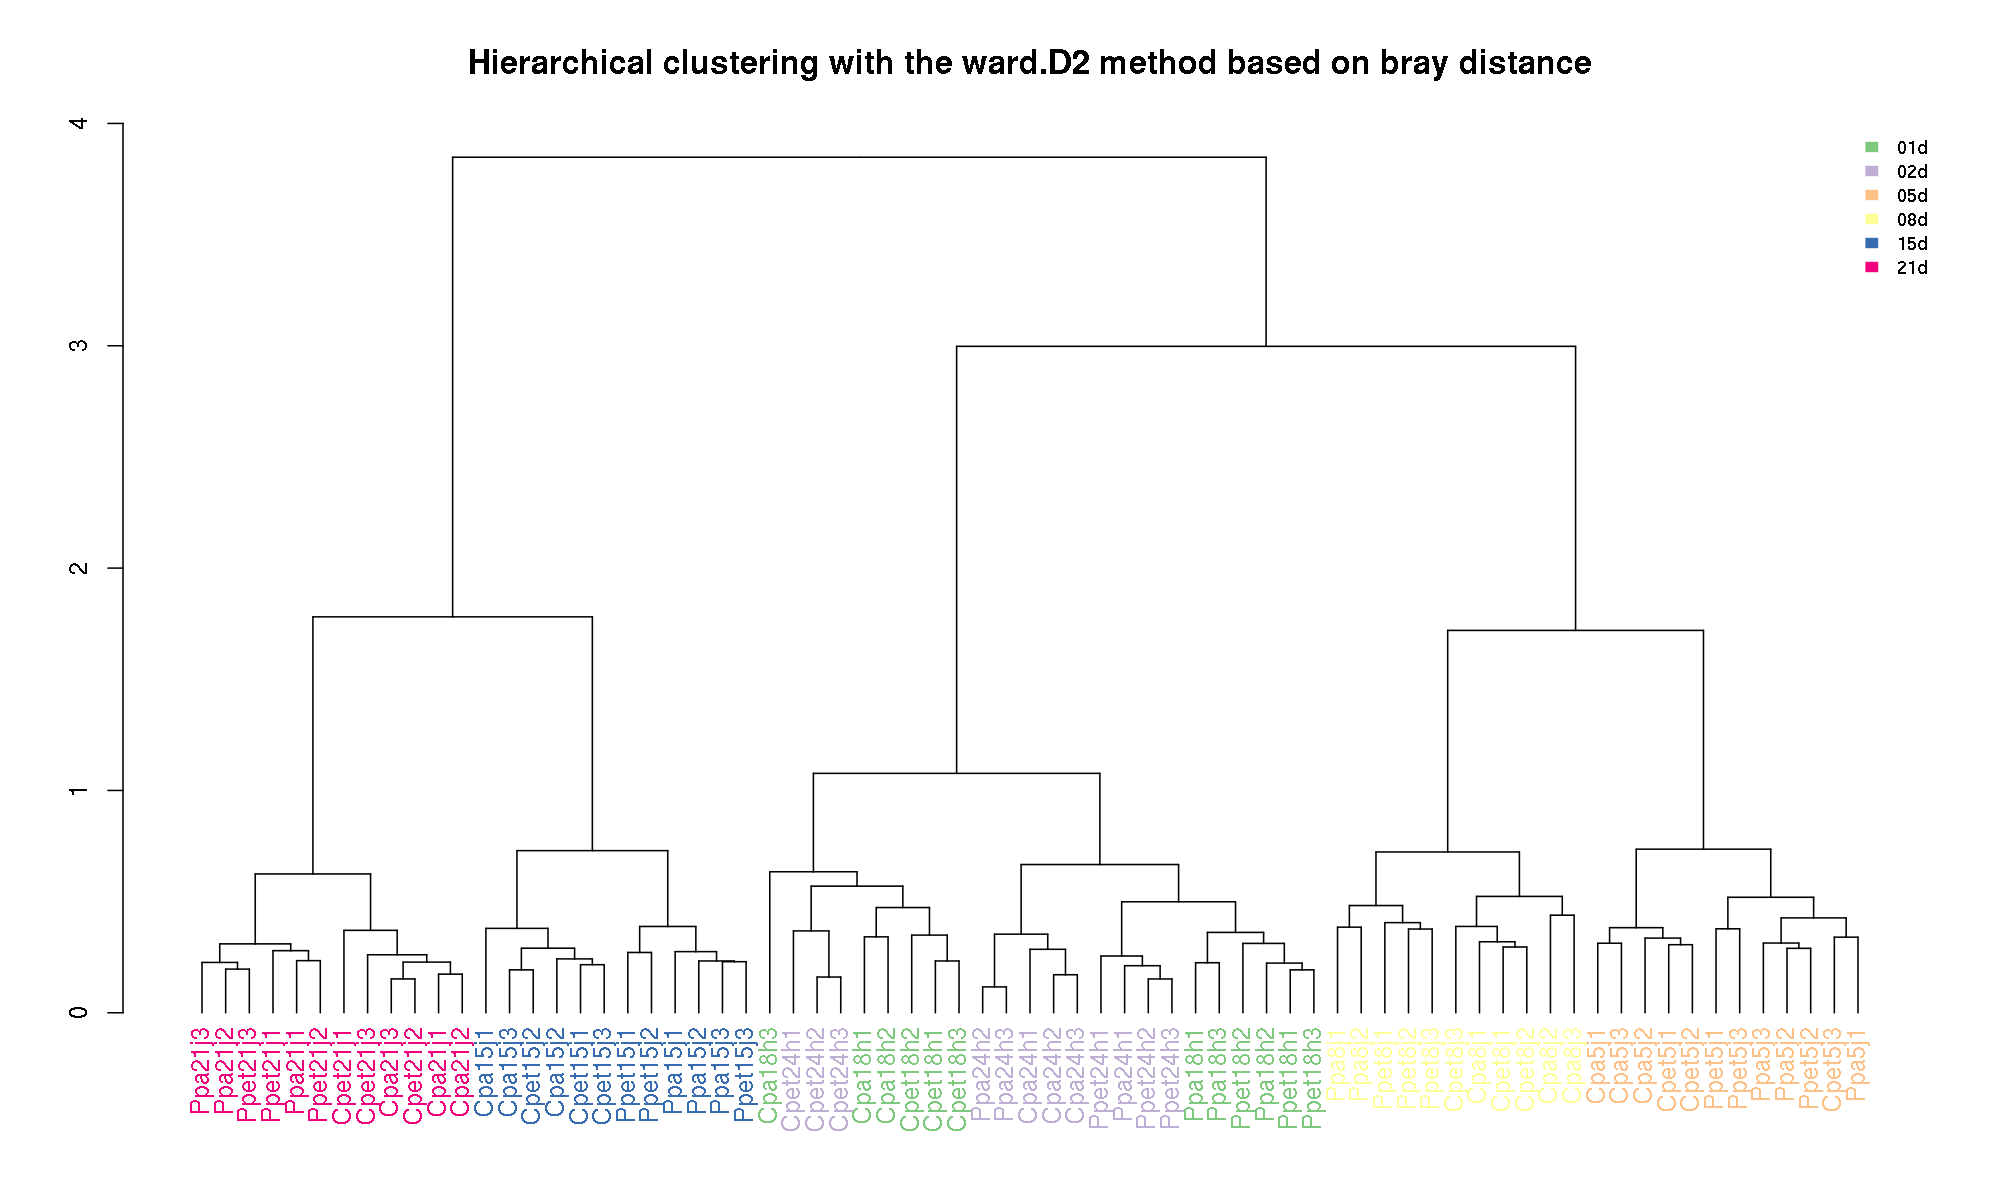 Hierarchical clustering with the ward.D2 method based on bray distance
4
3
2
1
0
01d
02d
05d
08d
15d
21d
Ppa21j3
Ppa21j2
Ppet21j3
Ppet21j1
Ppa21j1
Ppet21j2
Cpet21j1
Cpet21j3
Cpa21j3
Cpet21j2
Cpa21j1
Cpa21j2
Cpa15j1
Cpa15j3
Cpet15j2
Cpa15j2
Cpet15j1
Cpet15j3
Ppet15j1
Ppet15j2
Ppa15j1
Ppa15j2
Ppa15j3
Ppet15j3
Cpa18h3
Cpet24h1
Cpet24h2
Cpet24h3
Cpa18h1
Cpa18h2
Cpet18h2
Cpet18h1
Cpet18h3
Ppa24h2
Ppa24h3
Cpa24h1
Cpa24h2
Cpa24h3
Ppet24h1
Ppa24h1
Ppet24h2
Ppet24h3
Ppa18h1
Ppa18h3
Ppet18h2
Ppa18h2
Ppet18h1
Ppet18h3
Ppa8j1
Ppa8j2
Ppet8j1
Ppet8j2
Ppet8j3
Cpet8j3
Cpa8j1
Cpet8j1
Cpet8j2
Cpa8j2
Cpa8j3
Cpa5j1
Cpa5j3
Cpa5j2
Cpet5j1
Cpet5j2
Ppet5j1
Ppet5j3
Ppa5j3
Ppa5j2
Ppet5j2
Cpet5j3
Ppa5j1